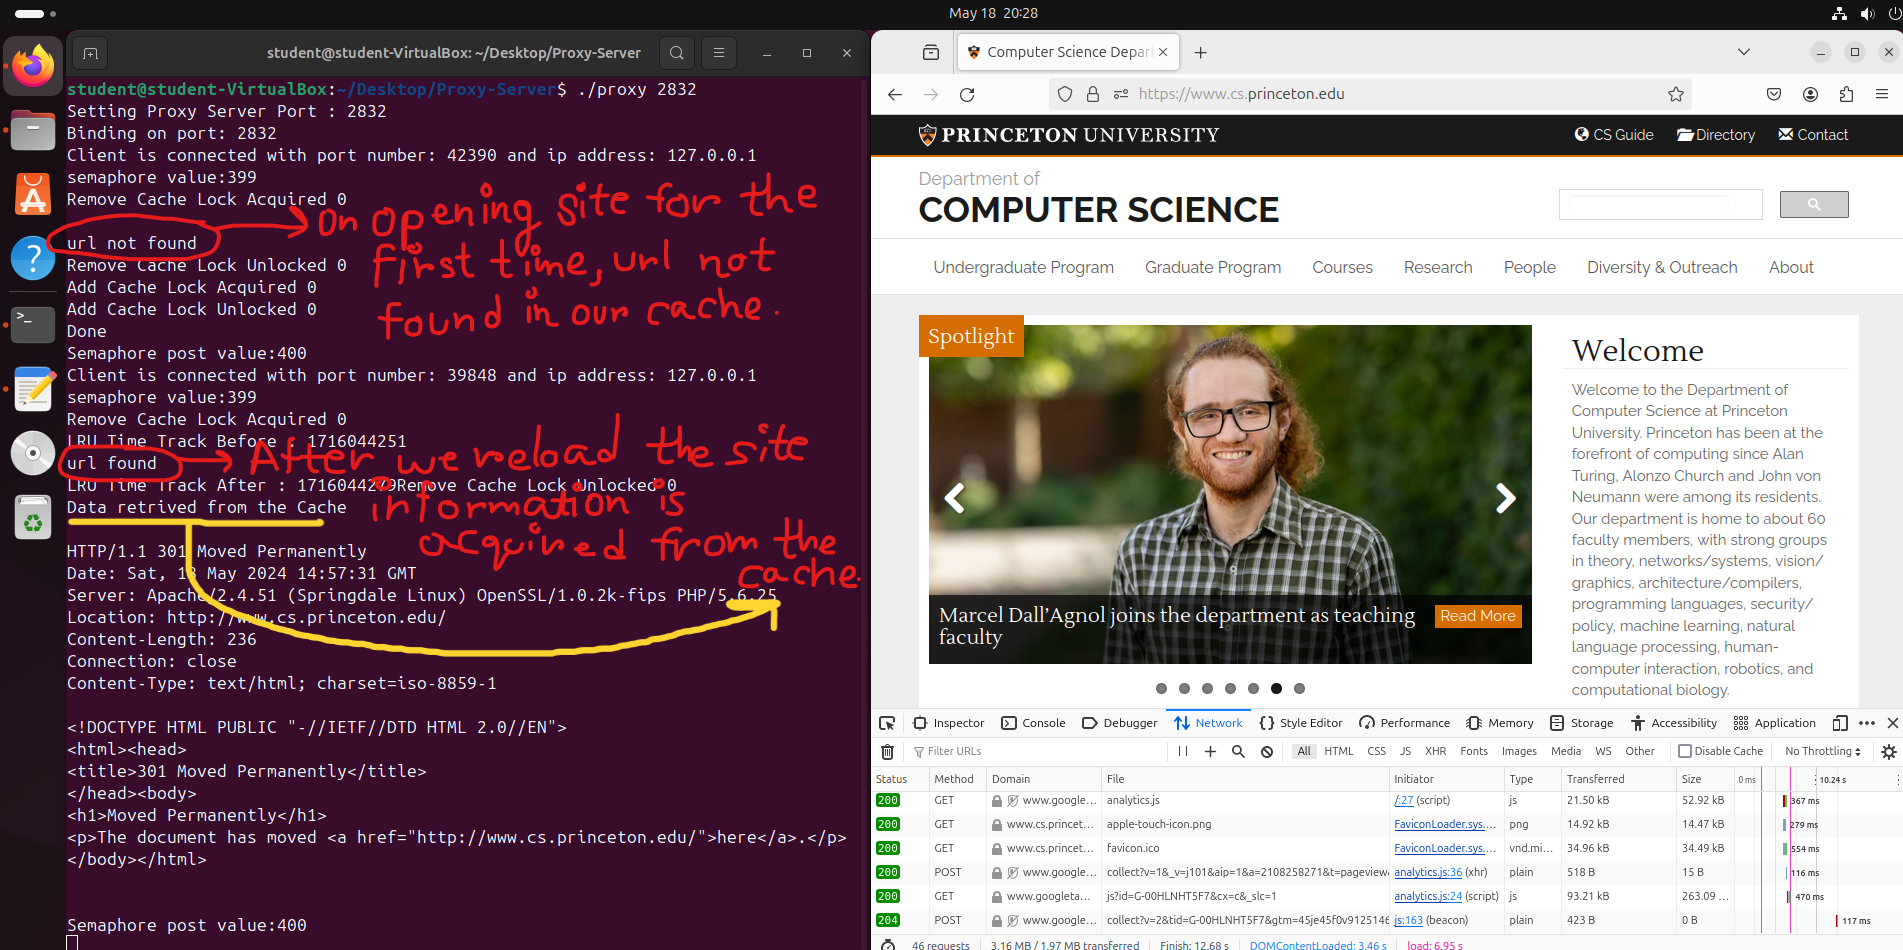 May 18 20:28
student@student-VirtualBox: ~/Desktop/Proxy-Server
student@student-VirtualBox:~/Desktop/Proxy-Server$ ./proxy 2832
Setting Proxy Server Port : 2832
Binding on port: 2832
Client is connected with port number: 42390 and ip address: 127.0.0.1
semaphore value:399
Remove Cache Lock Acquired 0
url not found
Remove Cache Lock Unlocked 0
Add Cache Lock Acquired 0
Add Cache Lock Unlocked 0
Done
Semaphore post value:400
Client is connected with port number: 39848 and ip address: 127.0.0.1
semaphore value:399
Remove Cache Lock Acquired 0
LRU Time Track Before : 1716044251
url found
LRU Time Track After : Remove Cache Lock Unlocked 0
Data retrived from the Cache
HTTP/1.1 301 Moved Permanently
Date: Sat, 18 May 2024 14:57:31 GMT
Server: Apache/2.4.51 (Springdale Linux) OpenSSL/1.0.2k-fips PHP/5.6.25
Location: http://www.cs.princeton.edu/
Content-Length: 236
Connection: close
Content-Type: text/html; charset=iso-8859-1
<!DOCTYPE HTML PUBLIC "-//IETF//DTD HTML 2.0//EN">
<html><head>
<title>301 Moved Permanently</title>
</head><body>
<h1>Moved Permanently</h1>
<p>The document has moved <a href="http://www.cs.princeton.edu/">here</a>.</p>
</body></html>
Semaphore post value:400
On opening site for the
first time, url not
found in our cache.
After we reload the site
information is
acquired from the
cache.
Computer Science Depar
https://www.cs.princeton.edu
PRINCETON UNIVERSITY
CS Guide Directory Contact
Department of
COMPUTER SCIENCE
Undergraduate Program Graduate Program Courses Research People Diversity & Outreach About
Spotlight
Marcel Dall'Agnol joins the department as teaching
faculty
Read More
Welcome
Welcome to the Department of
Computer Science at Princeton
University. Princeton has been at the
forefront of computing since Alan
Turing, Alonzo Church and John von
Neumann were among its residents.
Our department is home to about 60
faculty members, with strong groups
in theory, networks/systems, vision/
graphics, architecture/compilers,
programming languages, security/
policy, machine learning, natural
language processing, human-
computer interaction, robotics, and
computational biology.
Inspector Console Debugger Network Style Editor Performance Memory Storage Accessibility Application
Filter URLs All HTML CSS JS XHR Fonts Images Media WS Other Disable Cache No Throttling
Status Method Domain File Initiator Type Transferred Size 0 ms 10.24 s
200 GET www.google... analytics.js /:27 (script) js 21.50 kB 52.92 kB 367 ms
200 GET www.cs.princet... apple-touch-icon.png FaviconLoader.sys.... png 14.92 kB 14.47 kB 279 ms
200 GET www.cs.princet... favicon.ico FaviconLoader.sys.... vnd.mi... 34.96 kB 34.49 kB 554 ms
200 POST www.google... collect?v=1&_v=j101&aip=1&a=2108258271&t=pageview& analytics.js:36 (xhr) plain 518 B 15 B 116 ms
200 GET www.googleta... js?id=G-00HLNHT5F7&cx=c&_slc=1 analytics.js:24 (script) js 93.21 kB 263.09 ... 470 ms
204 POST www.google... collect?v=2&tid=G-00HLNHT5F7&gtm=45je45f0v9125146 js:163 (beacon) plain 423 B 0 B 117 ms
46 requests 3.16 MB / 1.97 MB transferred Finish: 12.68 s DOMContentLoaded: 3.46 s load: 6.95 s